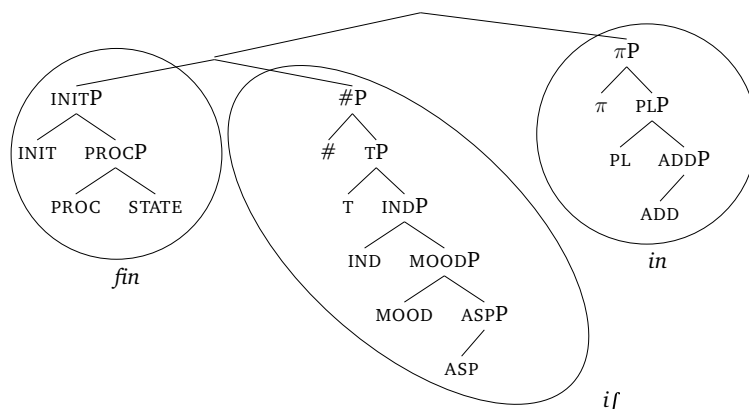 πP
INITP #P π PLP
INIT PROCP # TP PL ADDP
PROC STATE T INDP ADD
fin IND MOODP in
MOOD ASPP
ASP
iſ